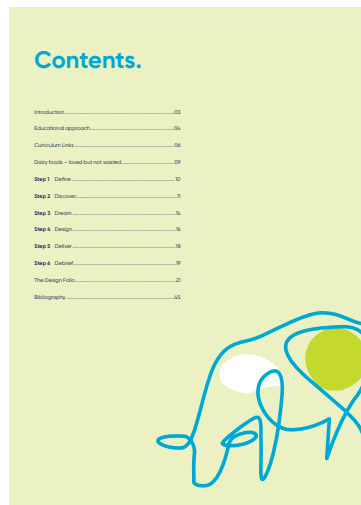 Contents.
Introduction 03
Educational approach 04
Curriculum Links 06
Dairy foods – loved but not wasted 09
Step 1 Define 10
Step 2 Discover 11
Step 3 Dream 14
Step 4 Design 16
Step 5 Deliver 18
Step 6 Debrief 19
The Design Folio 21
Bibliography 45